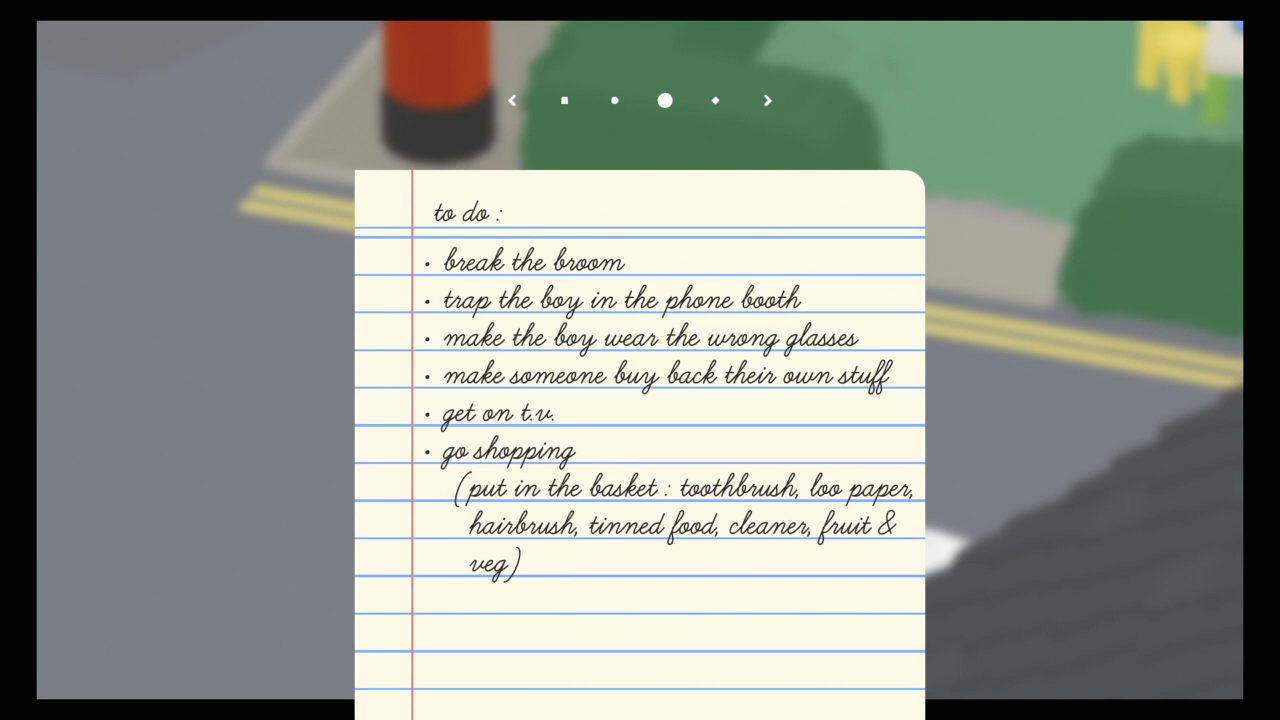 to do :
• break the broom
• trap the boy in the phone booth
• make the boy wear the wrong glasses
• make someone buy back their own stuff
• get on t.v.
• go shopping
(put in the basket : toothbrush, loo paper,
hairbrush, tinned food, cleaner, fruit &
veg)